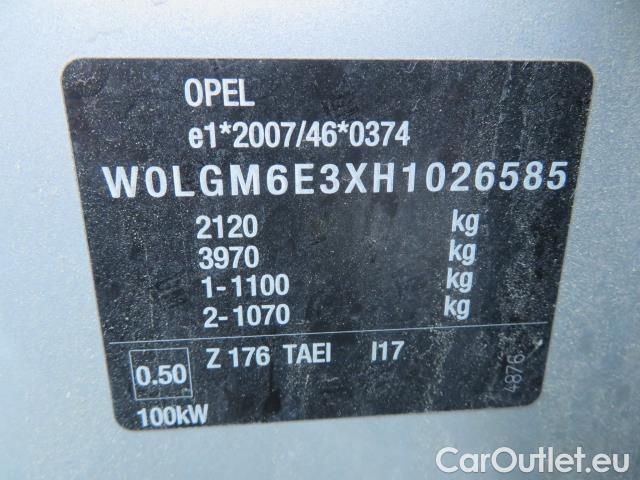 OPEL
e1*2007/46*0374
W0LGM6E3XH1026585
2120 kg
3970 kg
1-1100 kg
2-1070 kg
0.50 Z 176 TAEI I17
100kW
4876
CarOutlet.eu